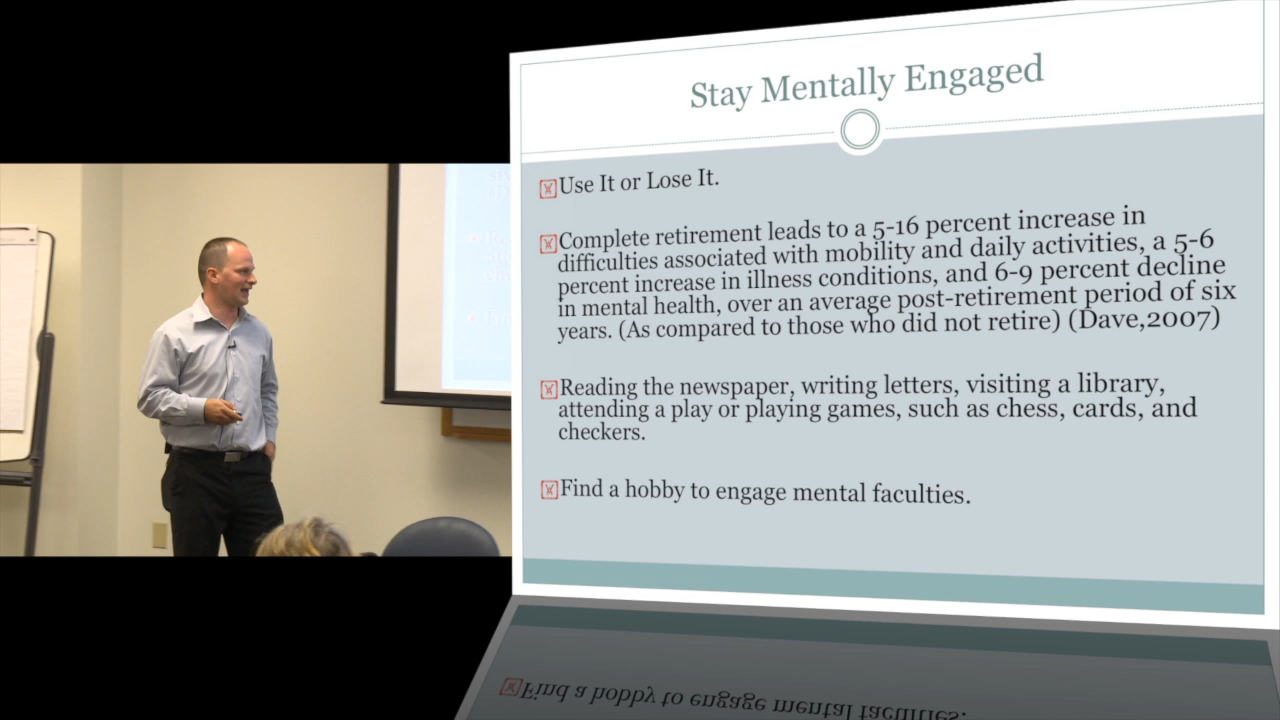 Stay Mentally Engaged
Use It or Lose It.
Complete retirement leads to a 5-16 percent increase in
difficulties associated with mobility and daily activities, a 5-6
percent increase in illness conditions, and 6-9 percent decline
in mental health, over an average post-retirement period of six
years. (As compared to those who did not retire) (Dave,2007)
Reading the newspaper, writing letters, visiting a library,
attending a play or playing games, such as chess, cards, and
checkers.
Find a hobby to engage mental faculties.
Find a hobby to engage mental faculties.